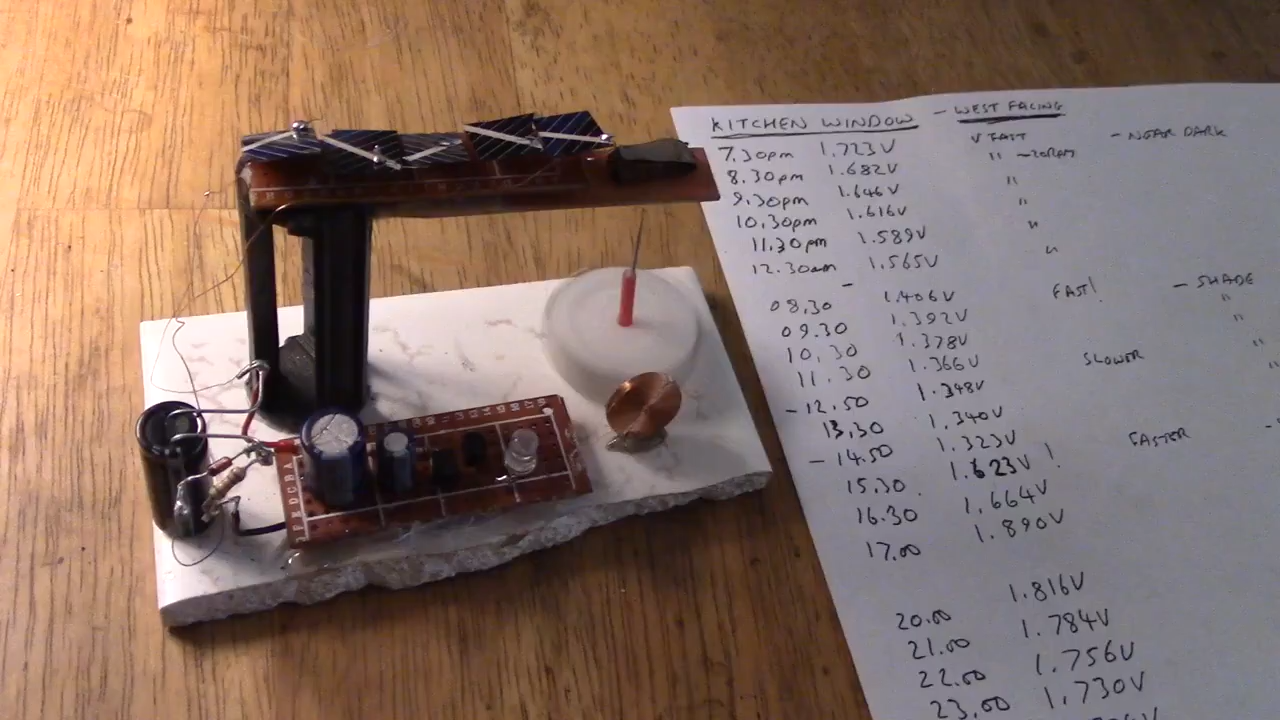 KITCHEN WINDOW - WEST FACING
7.30pm 1.723V V FAST - NEAR DARK
8.30pm 1.682V "
9.30pm 1.646V "
10.30pm 1.616V "
11.30pm 1.589V "
12.30am 1.565V "
-
08.30 1.406V FAST! - SHADE
09.30 1.392V "
10.30 1.378V "
11.30 1.366V SLOWER "
-12.50 1.348V "
13.30 1.340V
-14.50 1.323V FASTER -
15.30 1.623V !
16.30 1.664V
17.00 1.890V
20.00 1.816V
21.00 1.784V
22.00 1.756V
23.00 1.730V